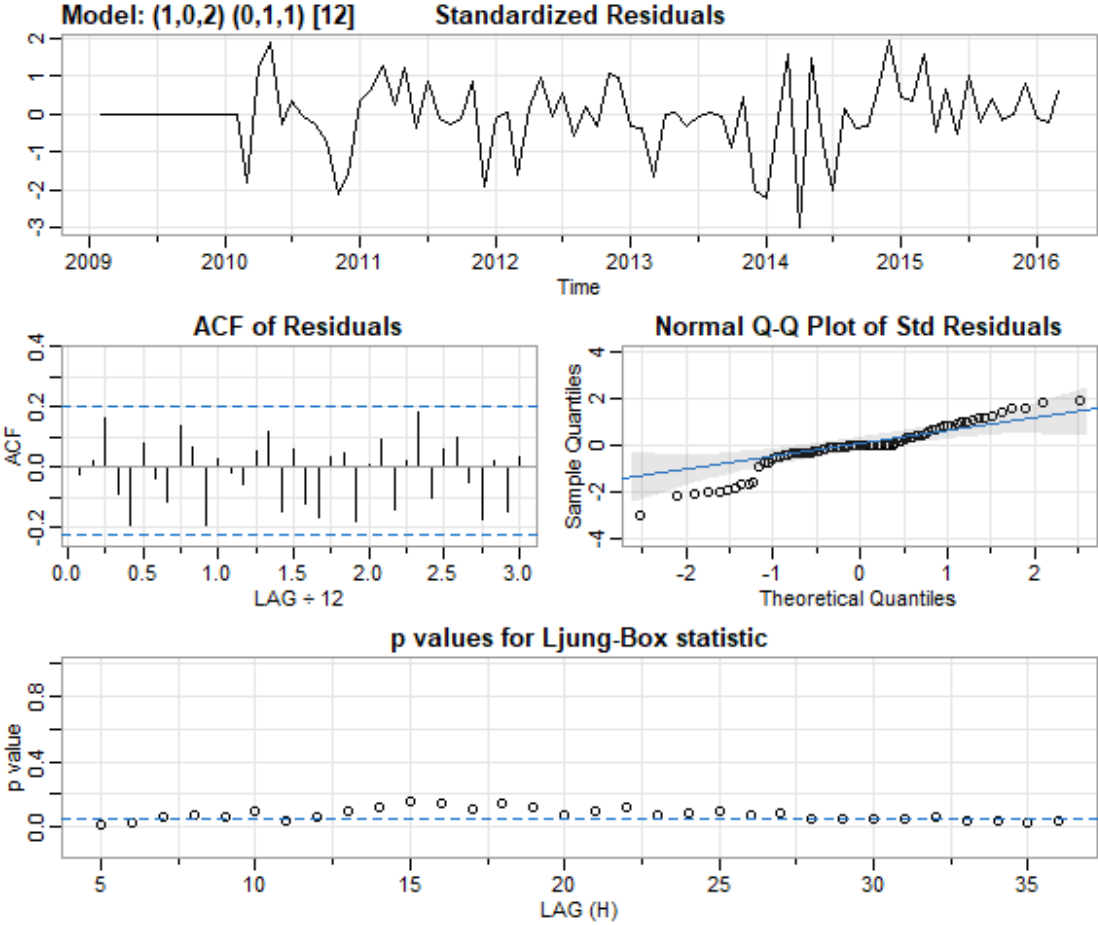 Model: (1,0,2) (0,1,1) [12] Standardized Residuals
2
1
0
-1
-2
-3
2009 2010 2011 2012 2013 2014 2015 2016
Time
ACF of Residuals
ACF
0.4
0.2
0.0
-0.2
0.0 0.5 1.0 1.5 2.0 2.5 3.0
LAG ÷ 12
Normal Q-Q Plot of Std Residuals
Sample Quantiles
4
2
0
-2
-4
-2 -1 0 1 2
Theoretical Quantiles
p values for Ljung-Box statistic
p value
0.8
0.4
0.0
5 10 15 20 25 30 35
LAG (H)